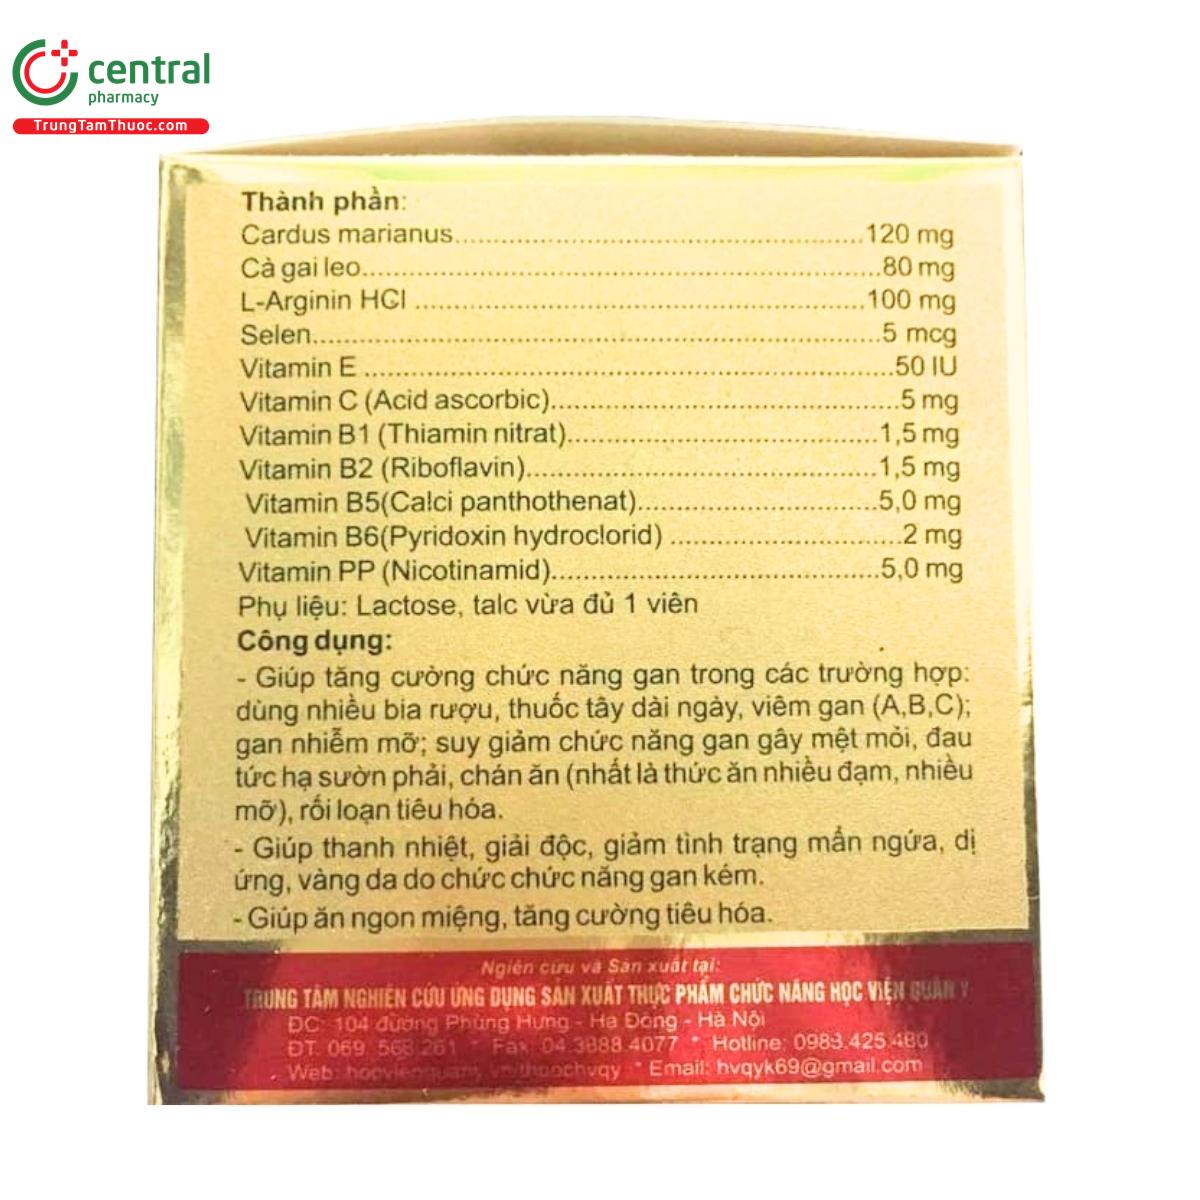 central
pharmacy
TrungTamThuoc.com
Thành phần:
Cardus marianus..................................................120 mg
Cà gai leo...............................................................80 mg
L-Arginin HCl .......................................................100 mg
Selen......................................................................5 mcg
Vitamin E ................................................................50 IU
Vitamin C (Acid ascorbic)...........................................5 mg
Vitamin B1 (Thiamin nitrat)......................................1,5 mg
Vitamin B2 (Riboflavin)...........................................1,5 mg
Vitamin B5(Calci panthothenat).............................5,0 mg
Vitamin B6(Pyridoxin hydroclorid) ............................2 mg
Vitamin PP (Nicotinamid)........................................5,0 mg
Phụ liệu: Lactose, talc vừa đủ 1 viên
Công dụng:
- Giúp tăng cường chức năng gan trong các trường hợp:
dùng nhiều bia rượu, thuốc tây dài ngày, viêm gan (A,B,C);
gan nhiễm mỡ; suy giảm chức năng gan gây mệt mỏi, đau
tức hạ sườn phải, chán ăn (nhất là thức ăn nhiều đạm, nhiều
mỡ), rối loạn tiêu hóa.
- Giúp thanh nhiệt, giải độc, giảm tình trạng mẩn ngứa, dị
ứng, vàng da do chức chức năng gan kém.
- Giúp ăn ngon miệng, tăng cường tiêu hóa.
Ngiên cứu và Sản xuất tại:
TRUNG TÂM NGHIÊN CỨU ỨNG DỤNG SẢN XUẤT THỰC PHẨM CHỨC NĂNG HỌC VIỆN QUÂN Y
ĐC: 104 đường Phùng Hưng - Hà Đông - Hà Nội
ĐT: 069. 568.261 * Fax: 04.3688.4077 * Hotline: 0983.425.480
Web: hocvienquany.vn/thuochvqy * Email: hvqyk69@gmail.com